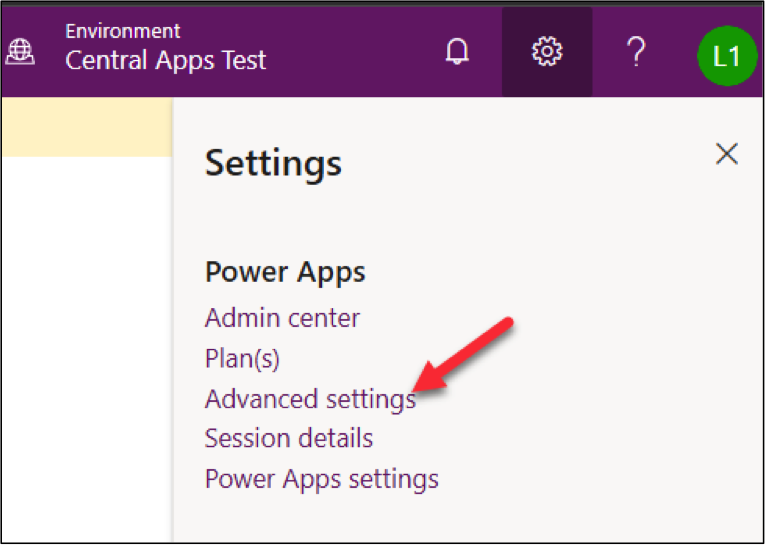 Environment
Central Apps Test
?
L1
Settings
Power Apps
Admin center
Plan(s)
Advanced settings
Session details
Power Apps settings